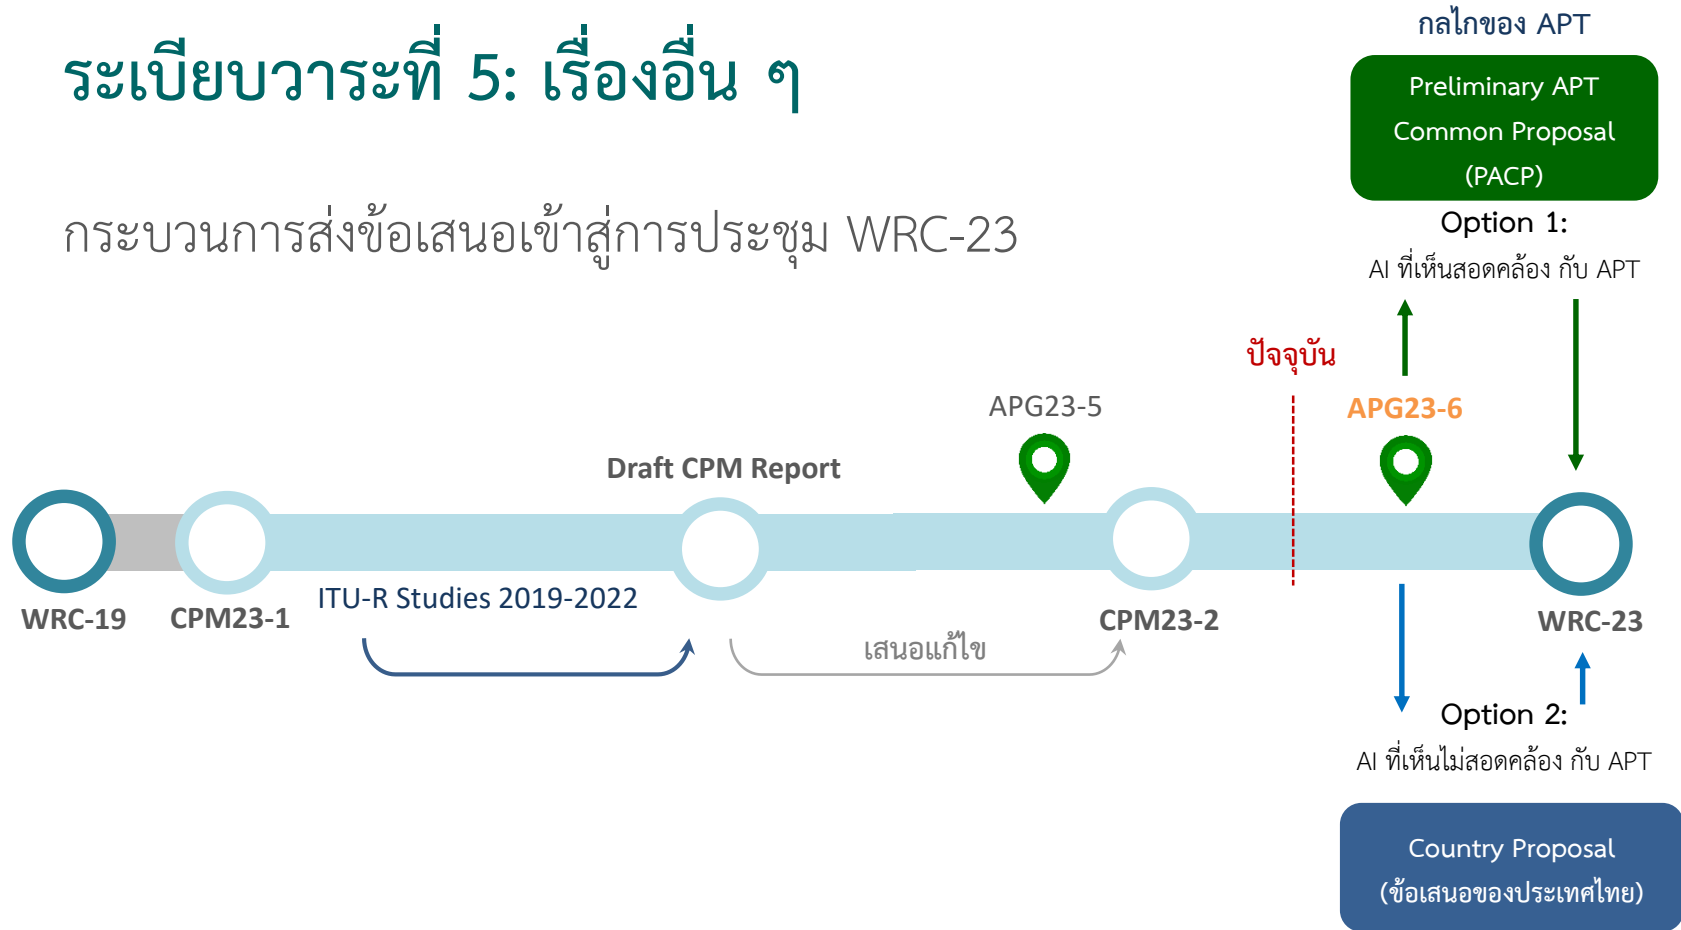 กลไกของ APT
ระเบียบวาระที่ 5: เรื่องอื่น ๆ
Preliminary APT
Common Proposal
(PACP)
กระบวนการส่งข้อเสนอเข้าสู่การประชุม WRC-23
Option 1:
AI ที่เห็นสอดคล้อง กับ APT
ปัจจุบัน
APG23-5
APG23-6
Draft CPM Report
ITU-R Studies 2019-2022
WRC-19
CPM23-1
CPM23-2
WRC-23
เสนอแก้ไข
Option 2:
AI ที่เห็นไม่สอดคล้อง กับ APT
Country Proposal
(ข้อเสนอของประเทศไทย)